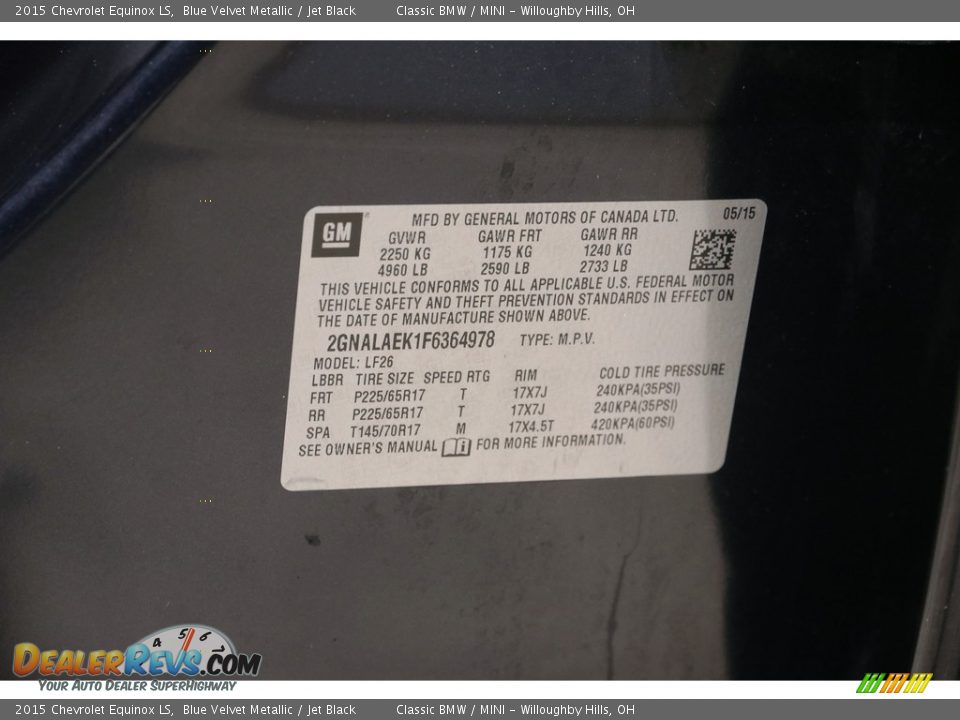 2015 Chevrolet Equinox LS, Blue Velvet Metallic / Jet Black Classic BMW / MINI - Willoughby Hills, OH
GM MFD BY GENERAL MOTORS OF CANADA LTD. 05/15
GVWR GAWR FRT GAWR RR
2250 KG 1175 KG 1240 KG
4960 LB 2590 LB 2733 LB
THIS VEHICLE CONFORMS TO ALL APPLICABLE U.S. FEDERAL MOTOR
VEHICLE SAFETY AND THEFT PREVENTION STANDARDS IN EFFECT ON
THE DATE OF MANUFACTURE SHOWN ABOVE.
2GNALAEK1F6364978 TYPE: M.P.V.
MODEL: LF26
LBBR TIRE SIZE SPEED RTG RIM COLD TIRE PRESSURE
FRT P225/65R17 T 17X7J 240KPA(35PSI)
RR P225/65R17 T 17X7J 240KPA(35PSI)
SPA T145/70R17 M 17X4.5T 420KPA(60PSI)
SEE OWNER'S MANUAL FOR MORE INFORMATION.
4 5 6 7
DEALERREVS.COM
YOUR AUTO DEALER SUPERHIGHWAY
2015 Chevrolet Equinox LS, Blue Velvet Metallic / Jet Black Classic BMW / MINI - Willoughby Hills, OH